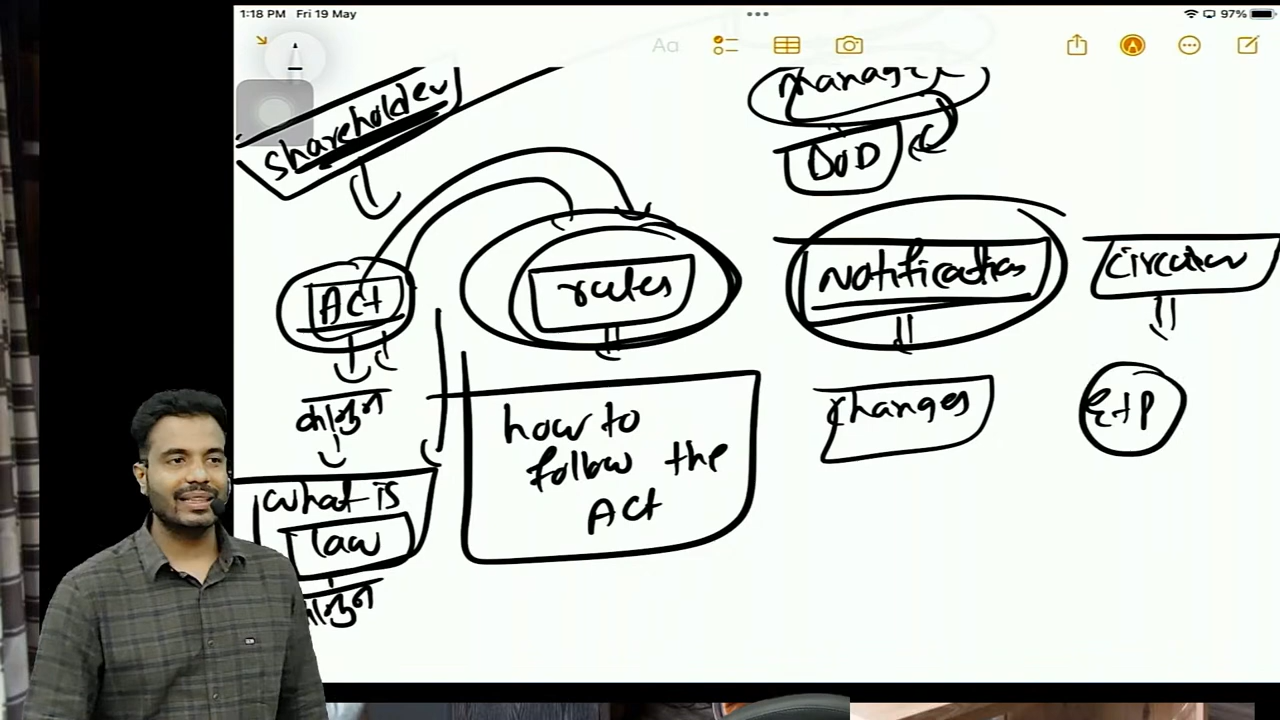 1:18 PM Fri 19 May
97%
Aa
manager
shareholder
BOD
Act
rules
Notification
circular
कानून
how to
follow the
Act
changes
E+P
what is
law
कानून